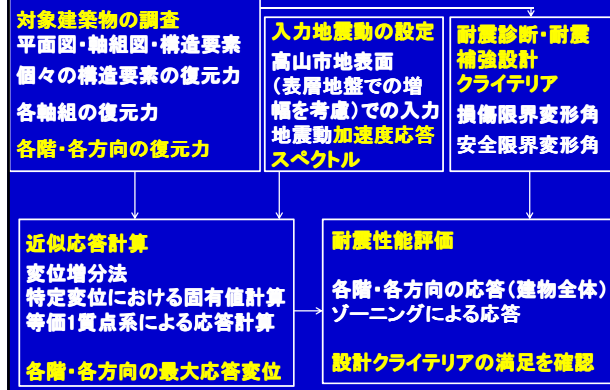 対象建築物の調査
平面図・軸組図・構造要素
個々の構造要素の復元力
各軸組の復元力
各階・各方向の復元力
入力地震動の設定
高山市地表面
(表層地盤での増
幅を考慮)での入力
地震動加速度応答
スペクトル
耐震診断・耐震
補強設計
クライテリア
損傷限界変形角
安全限界変形角
近似応答計算
変位増分法
特定変位における固有値計算
等価1質点系による応答計算
各階・各方向の最大応答変位
耐震性能評価
各階・各方向の応答(建物全体)
ゾーニングによる応答
設計クライテリアの満足を確認